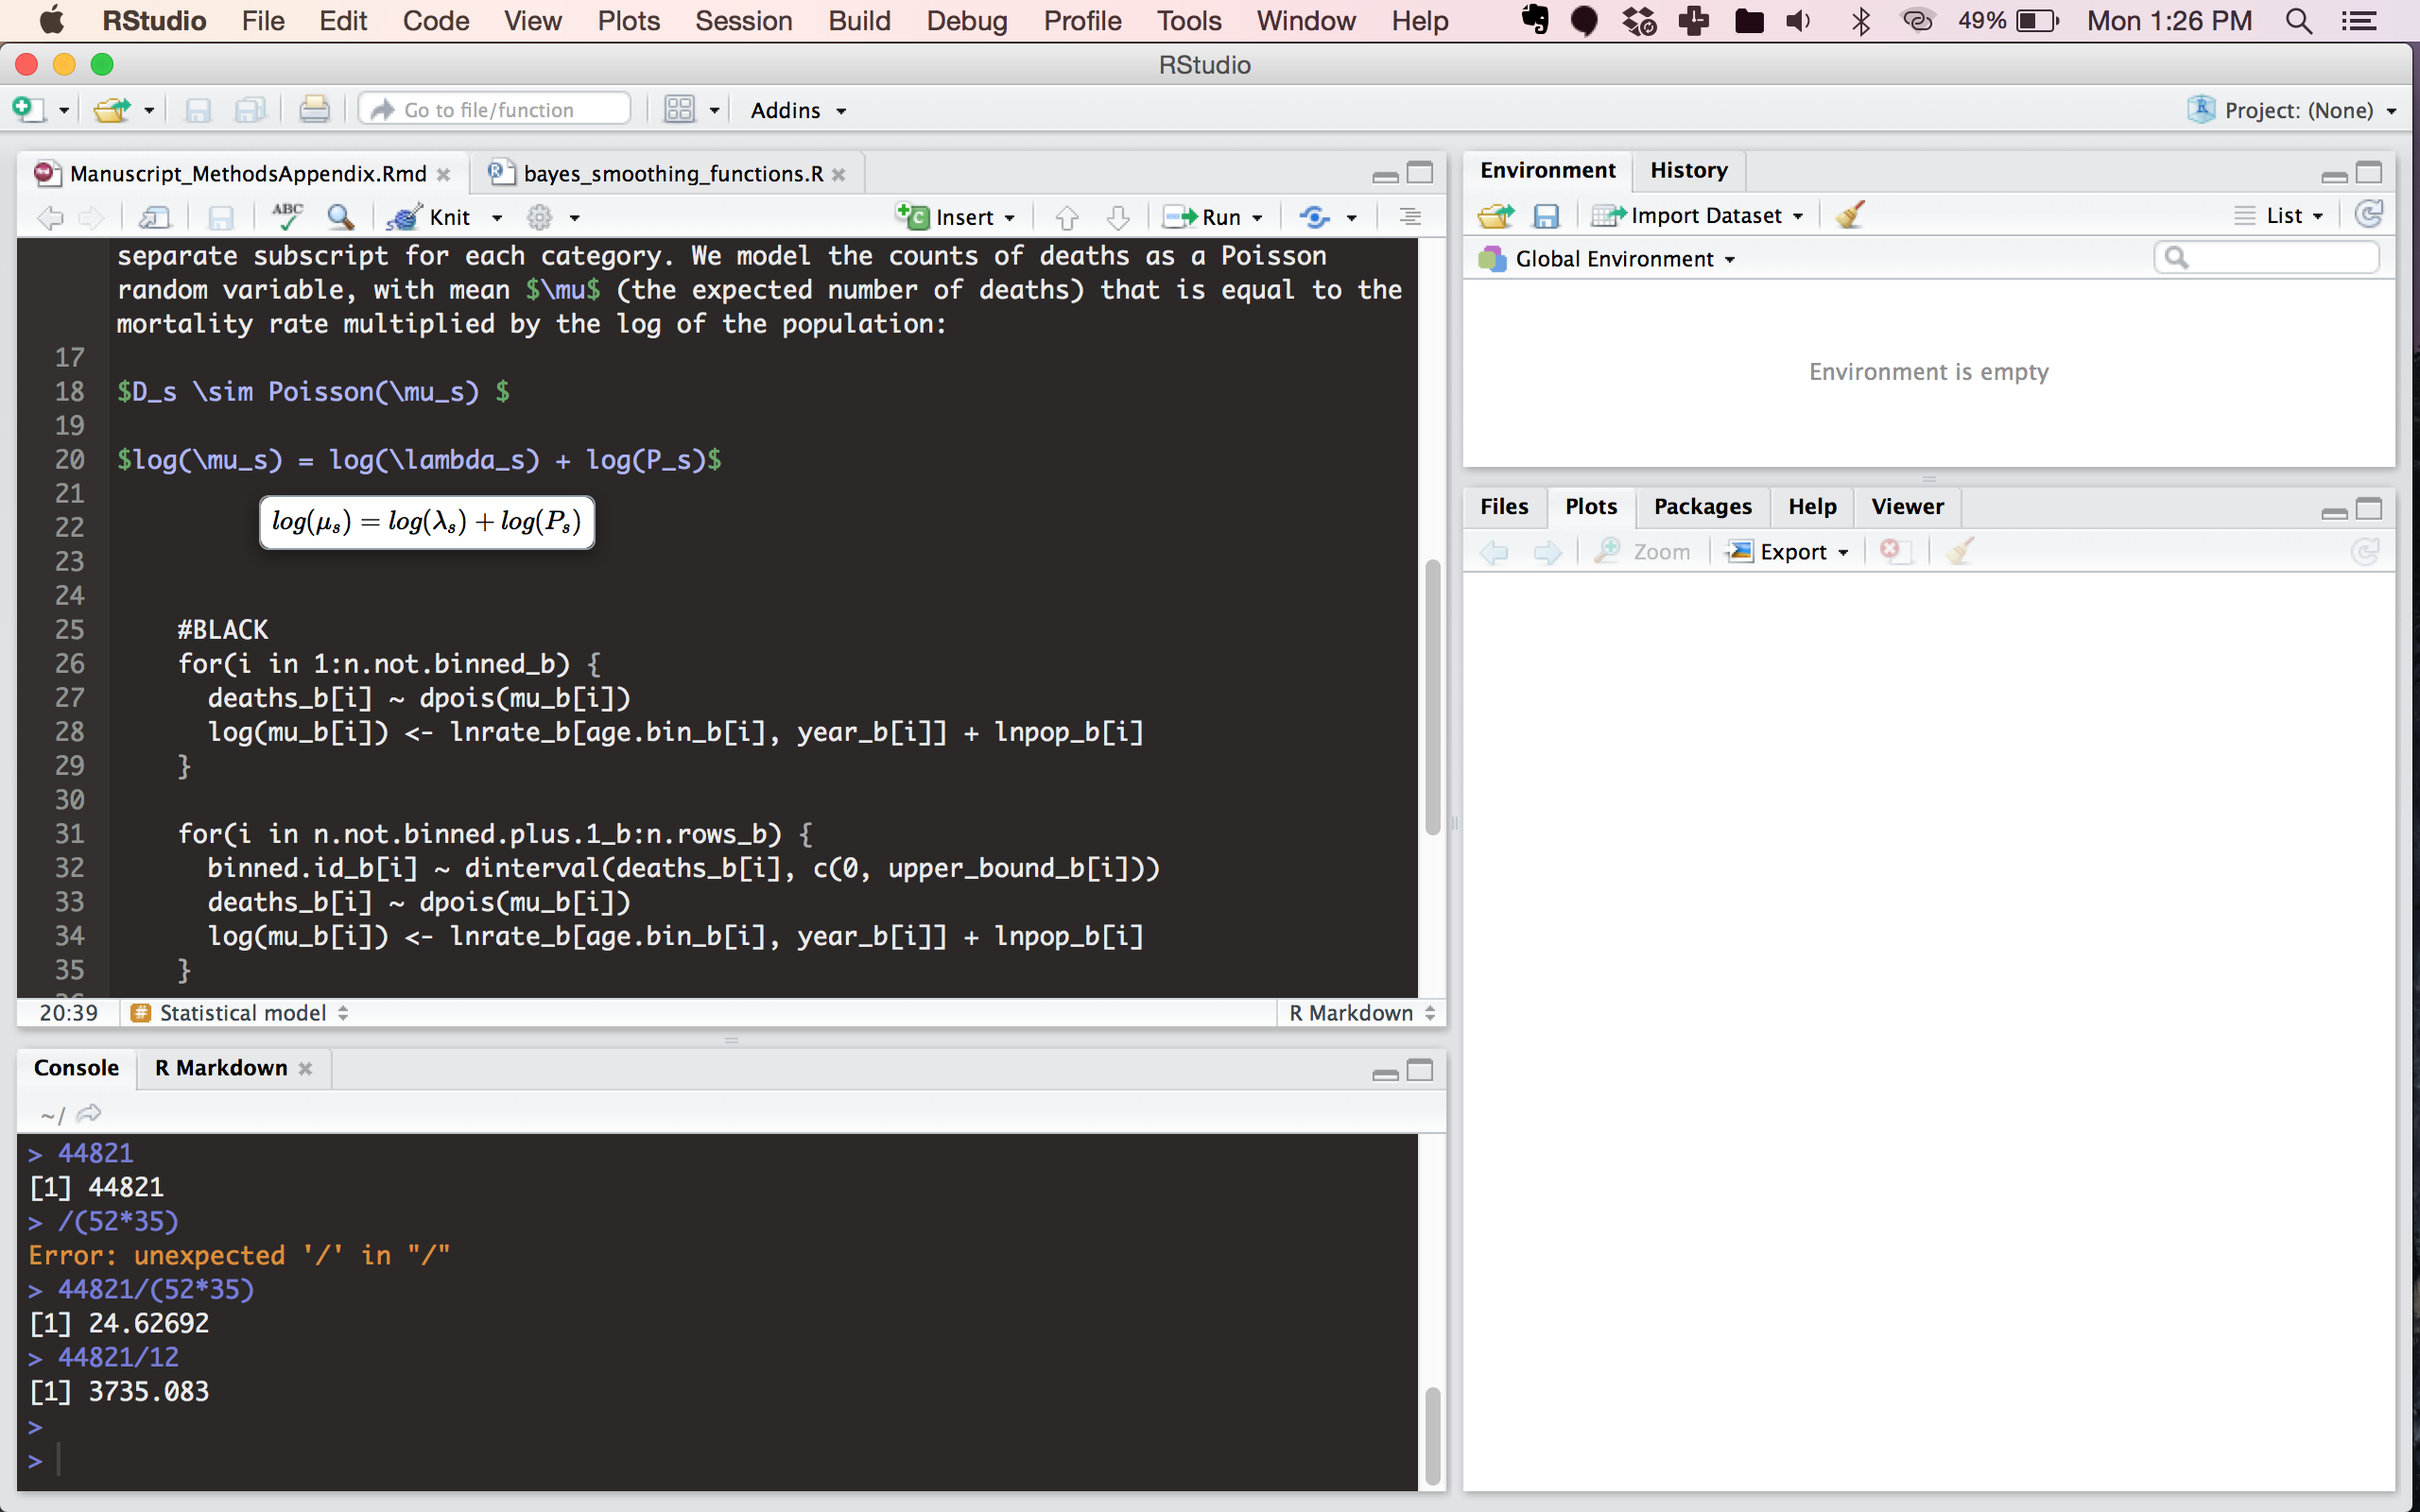 RStudio File Edit Code View Plots Session Build Debug Profile Tools Window Help 49% Mon 1:26 PM
RStudio
Go to file/function Addins Project: (None)
Manuscript_MethodsAppendix.Rmd bayes_smoothing_functions.R
ABC Knit Insert Run
separate subscript for each category. We model the counts of deaths as a Poisson
random variable, with mean $\mu$ (the expected number of deaths) that is equal to the
mortality rate multiplied by the log of the population:
17
18 $D_s \sim Poisson(\mu_s) $
19
20 $log(\mu_s) = log(\lambda_s) + log(P_s)$
21
22 log(μs) = log(λs) + log(Ps)
23
24
25 #BLACK
26 for(i in 1:n.not.binned_b) {
27 deaths_b[i] ~ dpois(mu_b[i])
28 log(mu_b[i]) <- lnrate_b[age.bin_b[i], year_b[i]] + lnpop_b[i]
29 }
30
31 for(i in n.not.binned.plus.1_b:n.rows_b) {
32 binned.id_b[i] ~ dinterval(deaths_b[i], c(0, upper_bound_b[i]))
33 deaths_b[i] ~ dpois(mu_b[i])
34 log(mu_b[i]) <- lnrate_b[age.bin_b[i], year_b[i]] + lnpop_b[i]
35 }
20:39 # Statistical model R Markdown
Console R Markdown
~/
> 44821
[1] 44821
> /(52*35)
Error: unexpected '/' in "/"
> 44821/(52*35)
[1] 24.62692
> 44821/12
[1] 3735.083
>
>
Environment History
Import Dataset List
Global Environment
Environment is empty
Files Plots Packages Help Viewer
Zoom Export